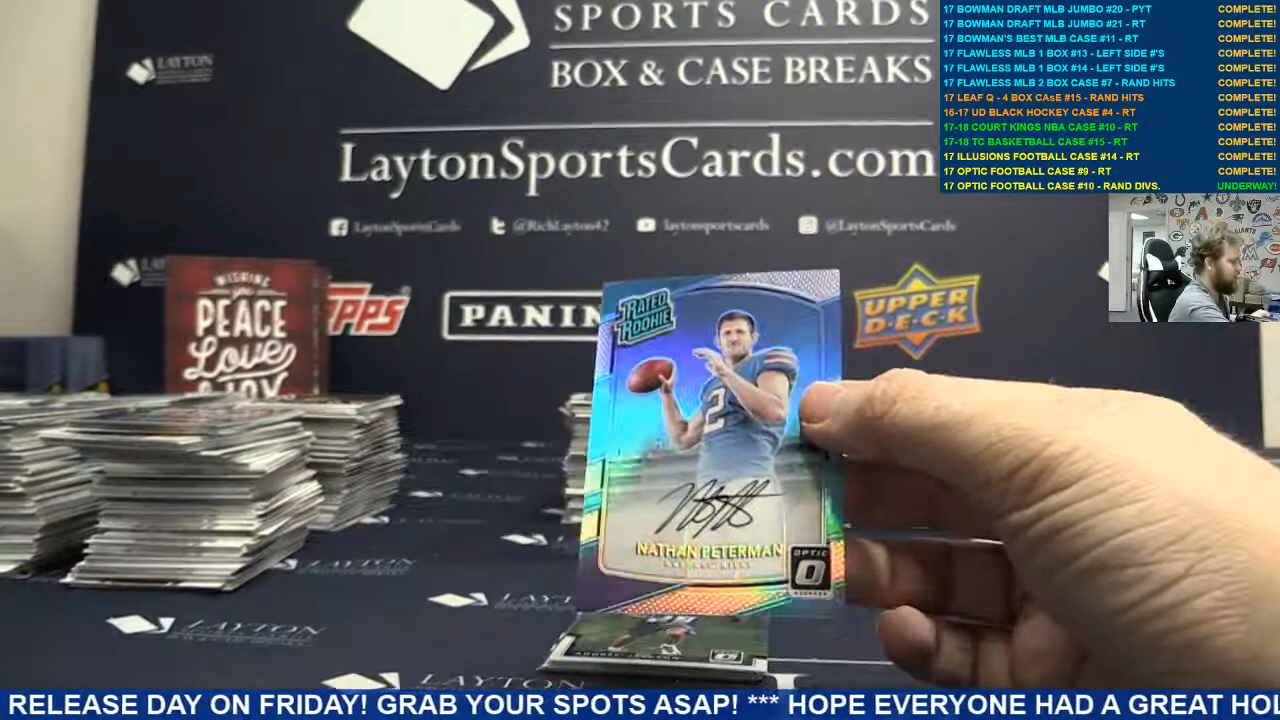 SPORTS CARDS
BOX & CASE BREAKS
LaytonSportsCards.com
LaytonSportsCards
@RichLayton42
laytonsportscards
@LaytonSportsCards
17 BOWMAN DRAFT MLB JUMBO #20 - PYT COMPLETE!
17 BOWMAN DRAFT MLB JUMBO #21 - RT COMPLETE!
17 BOWMAN'S BEST MLB CASE #11 - RT COMPLETE!
17 FLAWLESS MLB 1 BOX #13 - LEFT SIDE #'S COMPLETE!
17 FLAWLESS MLB 1 BOX #14 - LEFT SIDE #'S COMPLETE!
17 FLAWLESS MLB 2 BOX CASE #7 - RAND HITS COMPLETE!
17 LEAF Q - 4 BOX CAsE #15 - RAND HITS COMPLETE!
16-17 UD BLACK HOCKEY CASE #4 - RT COMPLETE!
17-18 COURT KINGS NBA CASE #10 - RT COMPLETE!
17-18 TC BASKETBALL CASE #15 - RT COMPLETE!
17 ILLUSIONS FOOTBALL CASE #14 - RT COMPLETE!
17 OPTIC FOOTBALL CASE #9 - RT COMPLETE!
17 OPTIC FOOTBALL CASE #10 - RAND DIVS. UNDERWAY!
LAYTON
WISHING
you
PEACE
Love
& JOY
TOPPS
PANINI
UPPER
D·E·C·K
RATED
ROOKIE
2
NATHAN PETERMAN
OPTIC
LAYTON
LAYTON
RELEASE DAY ON FRIDAY! GRAB YOUR SPOTS ASAP! *** HOPE EVERYONE HAD A GREAT HOL